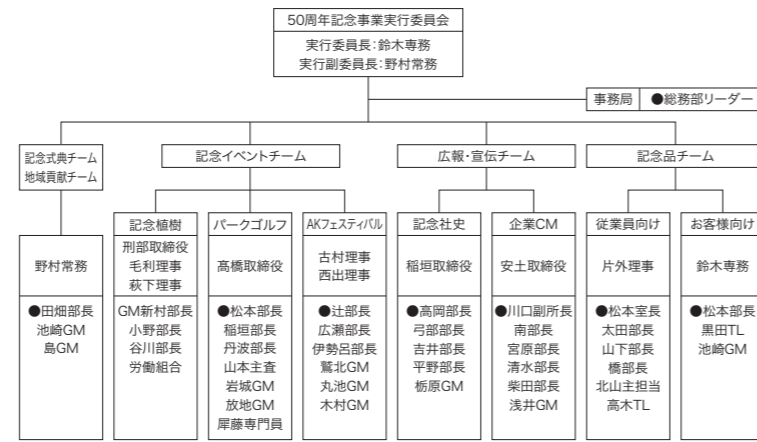 50周年記念事業実行委員会
実行委員長：鈴木専務
実行副委員長：野村常務
事務局 ●総務部リーダー
記念式典チーム
地域貢献チーム
記念イベントチーム
広報・宣伝チーム
記念品チーム
野村常務
●田畑部長
池崎GM
島GM
記念植樹
刑部取締役
毛利理事
萩下理事
GM新村部長
小野部長
谷川部長
労働組合
パークゴルフ
髙橋取締役
●松本部長
稲垣部長
丹波部長
山本主査
岩城GM
放地GM
犀藤専門員
AKフェスティバル
古村理事
西出理事
●辻部長
広瀬部長
伊勢呂部長
鷲北GM
丸池GM
木村GM
記念社史
稲垣取締役
●高岡部長
弓部部長
吉井部長
平野部長
栃原GM
企業CM
安土取締役
●川口副所長
南部長
宮原部長
清水部長
柴田部長
浅井GM
従業員向け
片外理事
●松本室長
太田部長
山下部長
橋部長
北山主担当
高木TL
お客様向け
鈴木専務
●松本部長
黒田TL
池崎GM